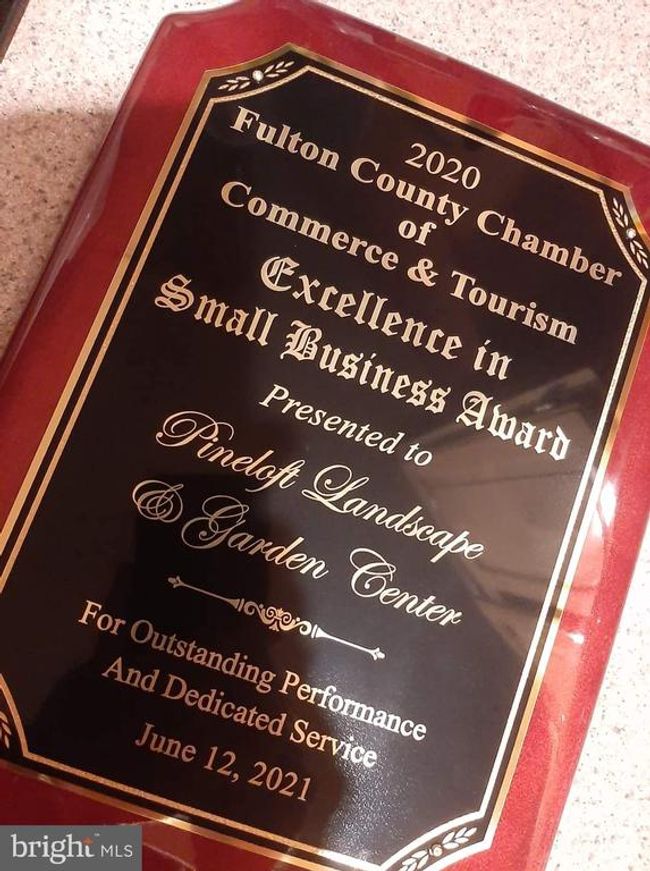 2020
Fulton County Chamber
of
Commerce & Tourism
Excellence in
Small Business Award
Presented to
Pineloft Landscape
& Garden Center
For Outstanding Performance
And Dedicated Service
June 12, 2021
bright™ MLS